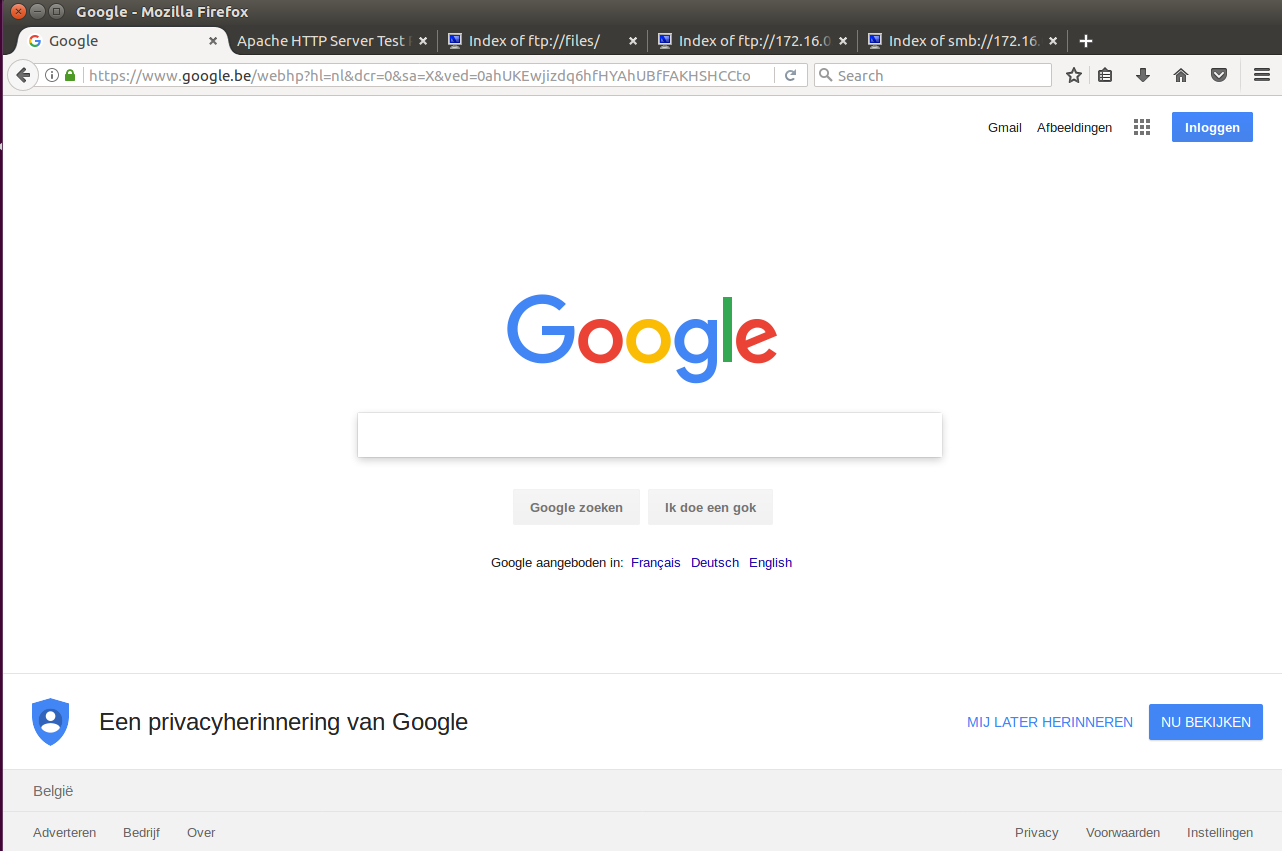 Google - Mozilla Firefox
Google Apache HTTP Server Test Index of ftp://files/ Index of ftp://172.16.0 Index of smb://172.16.
https://www.google.be/webhp?hl=nl&dcr=0&sa=X&ved=0ahUKEwjizdq6hfHYAhUBfFAKHSHCCto Search
Gmail Afbeeldingen Inloggen
Google
Google zoeken Ik doe een gok
Google aangeboden in: Français Deutsch English
Een privacyherinnering van Google MIJ LATER HERINNEREN NU BEKIJKEN
België
Adverteren Bedrijf Over Privacy Voorwaarden Instellingen